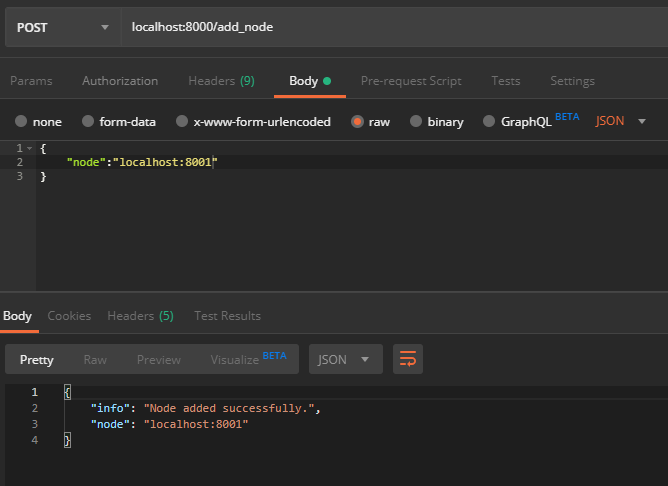 POST localhost:8000/add_node
Params Authorization Headers (9) Body Pre-request Script Tests Settings
none form-data x-www-form-urlencoded raw binary GraphQL BETA JSON
1 {
2 "node":"localhost:8001"
3 }
Body Cookies Headers (5) Test Results
Pretty Raw Preview Visualize BETA JSON
1 {
2 "info": "Node added successfully.",
3 "node": "localhost:8001"
4 }